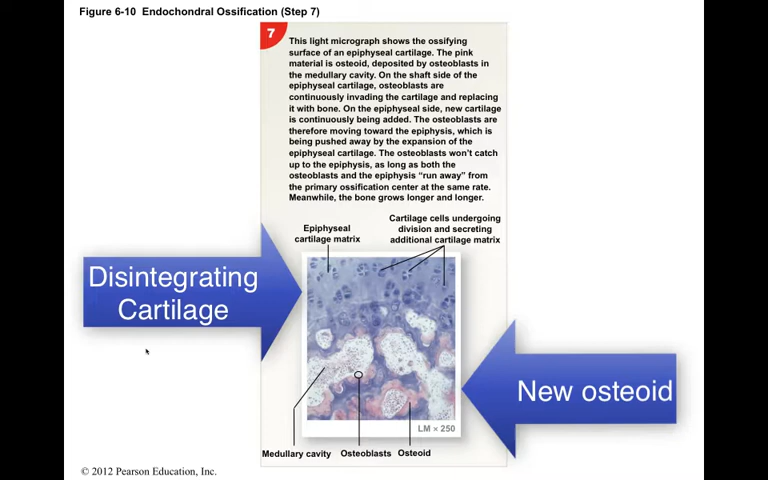 Figure 6-10 Endochondral Ossification (Step 7)
7
This light micrograph shows the ossifying
surface of an epiphyseal cartilage. The pink
material is osteoid, deposited by osteoblasts in
the medullary cavity. On the shaft side of the
epiphyseal cartilage, osteoblasts are
continuously invading the cartilage and replacing
it with bone. On the epiphyseal side, new cartilage
is continuously being added. The osteoblasts are
therefore moving toward the epiphysis, which is
being pushed away by the expansion of the
epiphyseal cartilage. The osteoblasts won't catch
up to the epiphysis, as long as both the
osteoblasts and the epiphysis “run away” from
the primary ossification center at the same rate.
Meanwhile, the bone grows longer and longer.
Epiphyseal
cartilage matrix
Cartilage cells undergoing
division and secreting
additional cartilage matrix
Disintegrating
Cartilage
New osteoid
LM × 250
Medullary cavity
Osteoblasts
Osteoid
© 2012 Pearson Education, Inc.